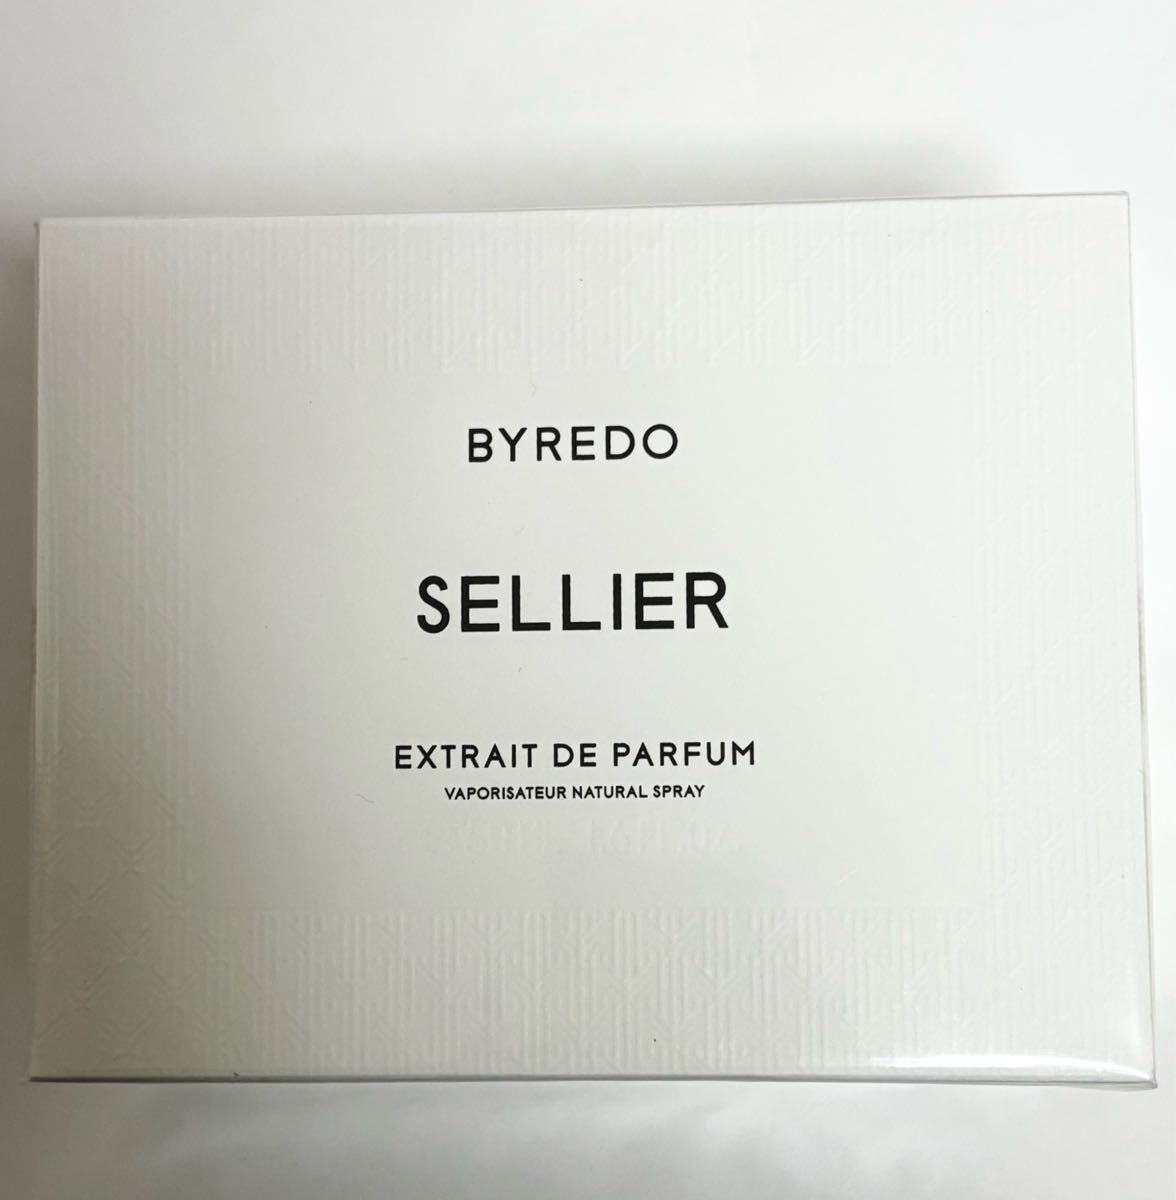 BYREDO
SELLIER
EXTRAIT DE PARFUM
VAPORISATEUR NATURAL SPRAY